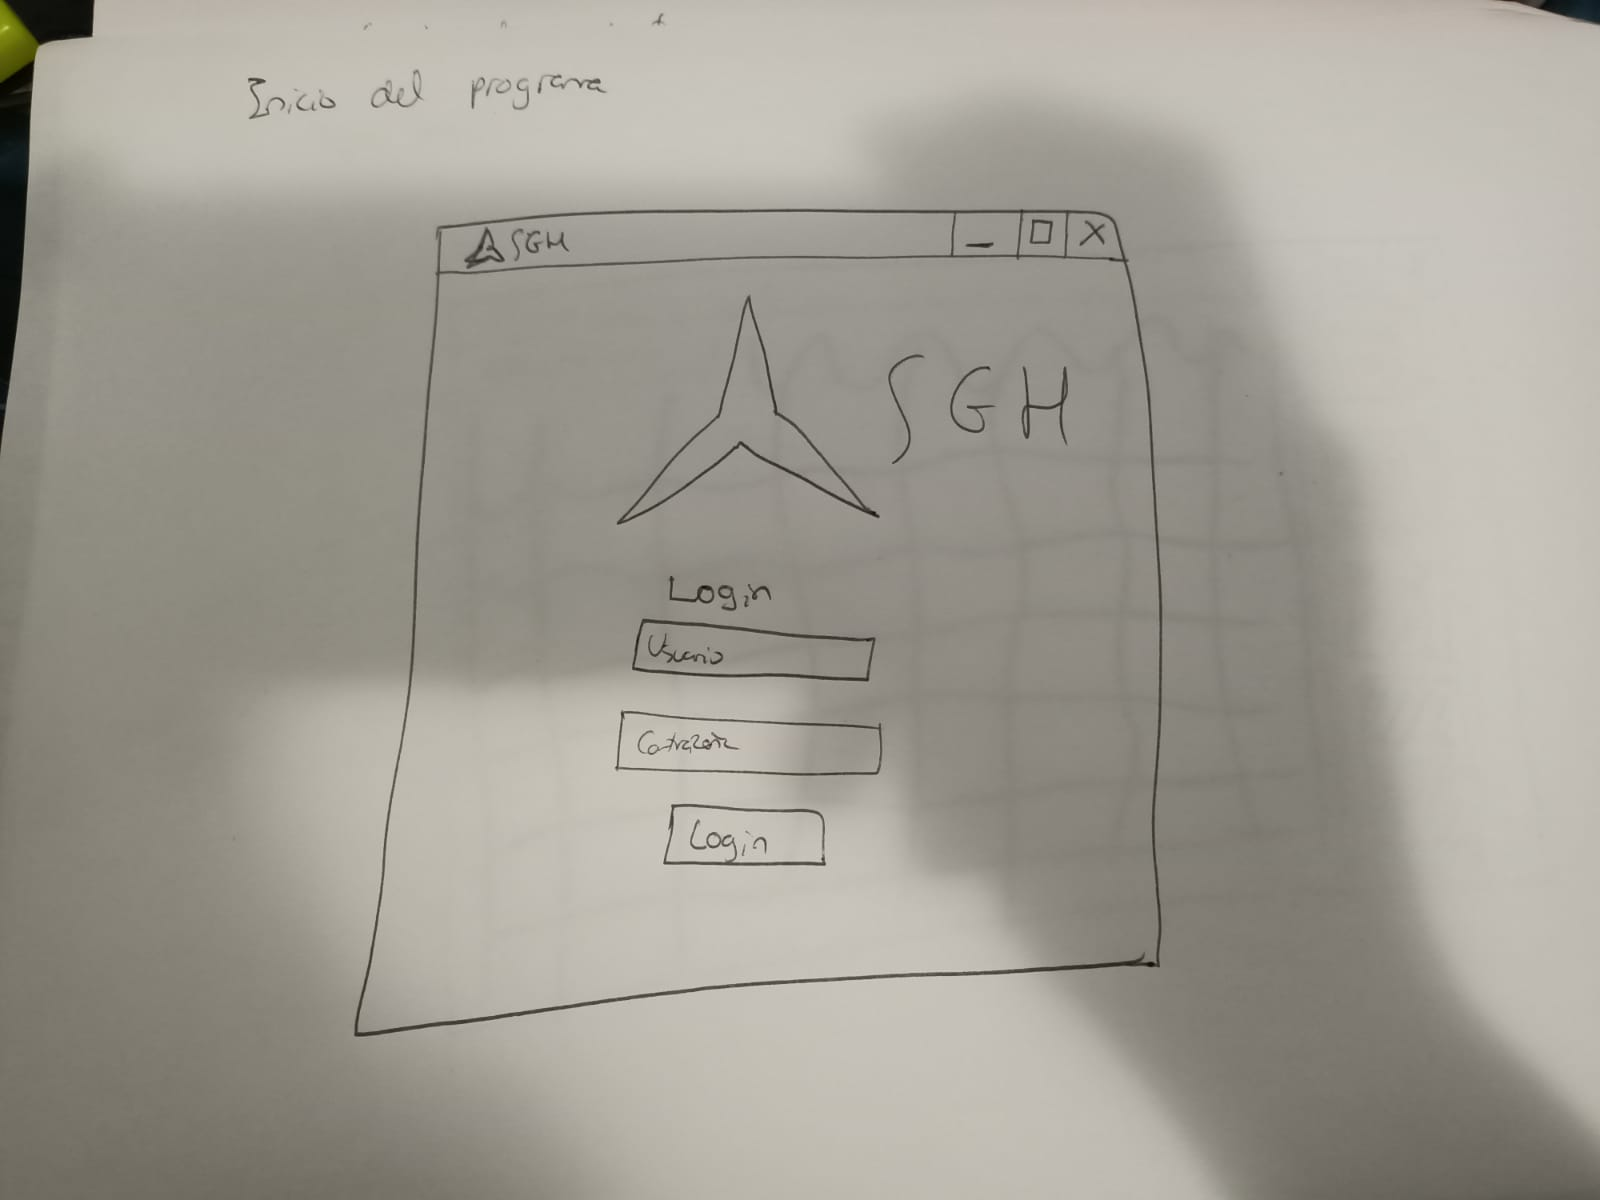 Inicio del programa
SGH
SGH
Login
Usuario
Contraseña
Login